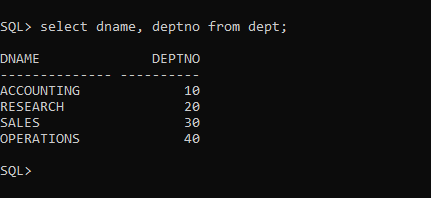 SQL> select dname, deptno from dept;
DNAME              DEPTNO
-------------- ----------
ACCOUNTING             10
RESEARCH               20
SALES                  30
OPERATIONS             40
SQL>